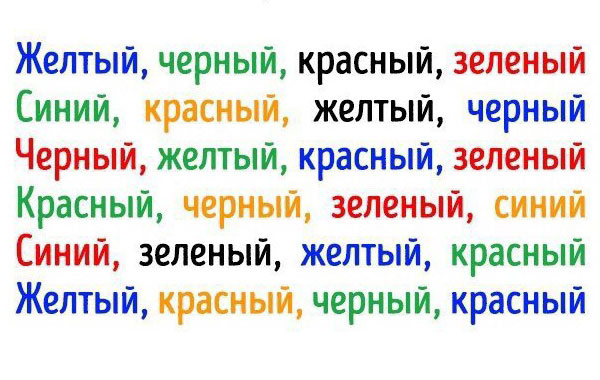 Желтый, черный, красный, зеленый
Синий, красный, желтый, черный
Черный, желтый, красный, зеленый
Красный, черный, зеленый, синий
Синий, зеленый, желтый, красный
Желтый, красный, черный, красный